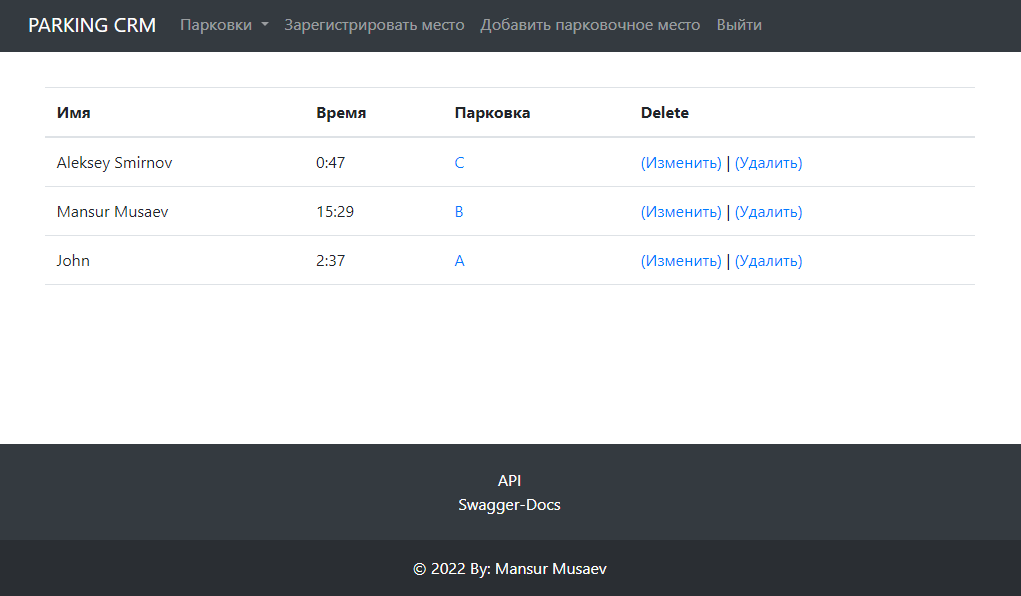 PARKING CRM Парковки Зарегистрировать место Добавить парковочное место Выйти
Имя Время Парковка Delete
Aleksey Smirnov 0:47 C (Изменить) | (Удалить)
Mansur Musaev 15:29 B (Изменить) | (Удалить)
John 2:37 A (Изменить) | (Удалить)
API
Swagger-Docs
© 2022 By: Mansur Musaev